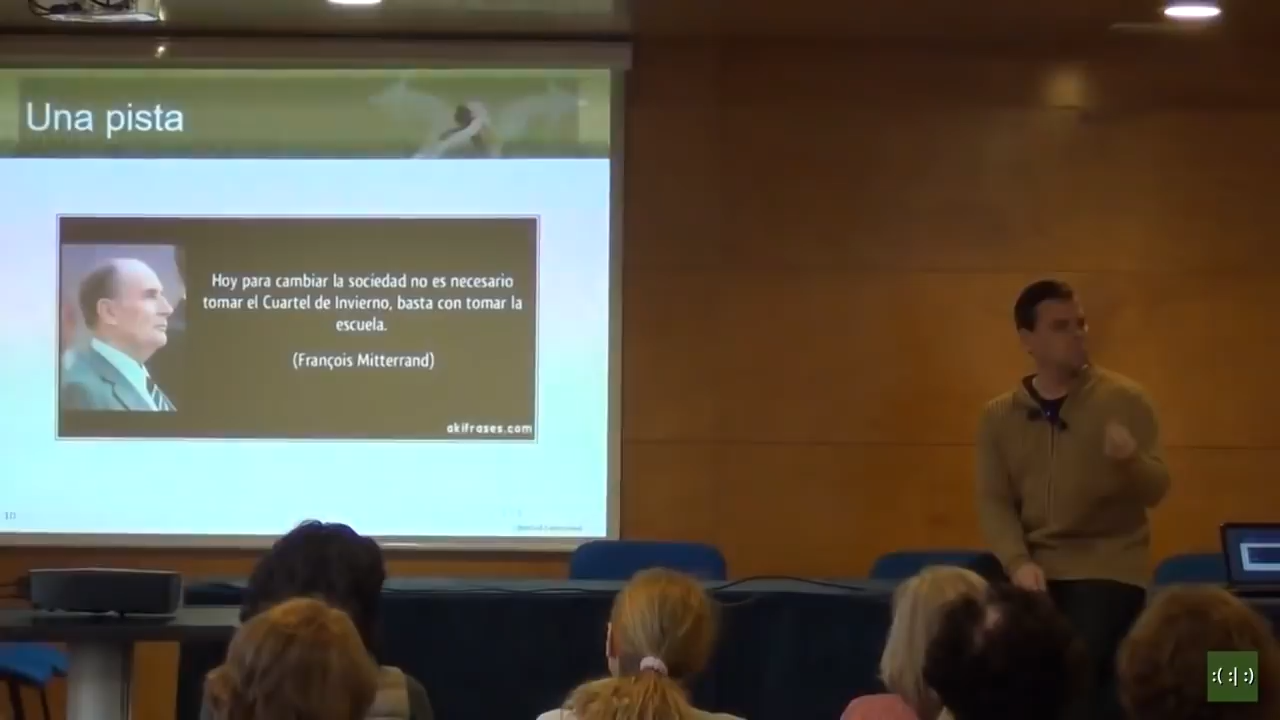 Una pista
Hoy para cambiar la sociedad no es necesario
tomar el Cuartel de Invierno, basta con tomar la
escuela.
(François Mitterrand)
akifrases.com
10
:( :| :)